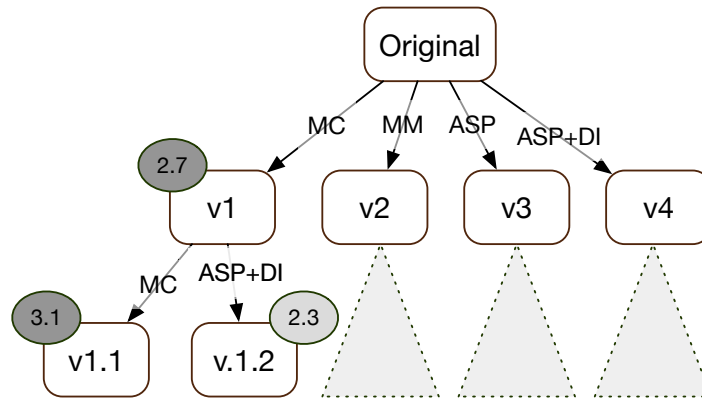 Original
MC
MM
ASP
ASP+DI
2.7
v1
v2
v3
v4
MC
ASP+DI
3.1
2.3
v1.1
v.1.2